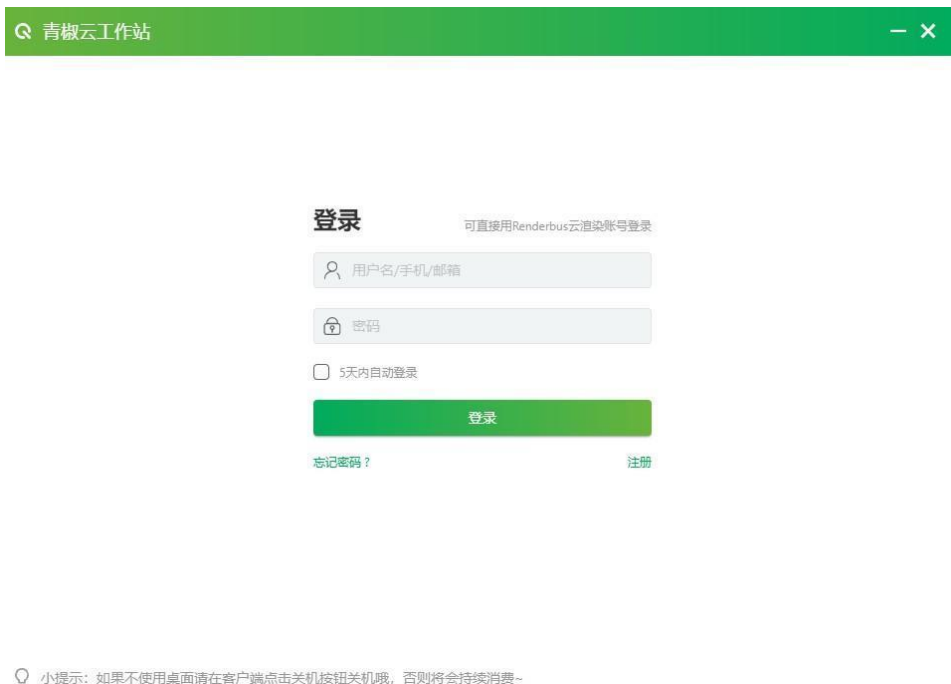 青椒云工作站
登录
可直接用Renderbus云渲染账号登录
用户名/手机/邮箱
密码
5天内自动登录
登录
忘记密码？
注册
小提示：如果不使用桌面请在客户端点击关机按钮关机哦，否则将会持续消费~